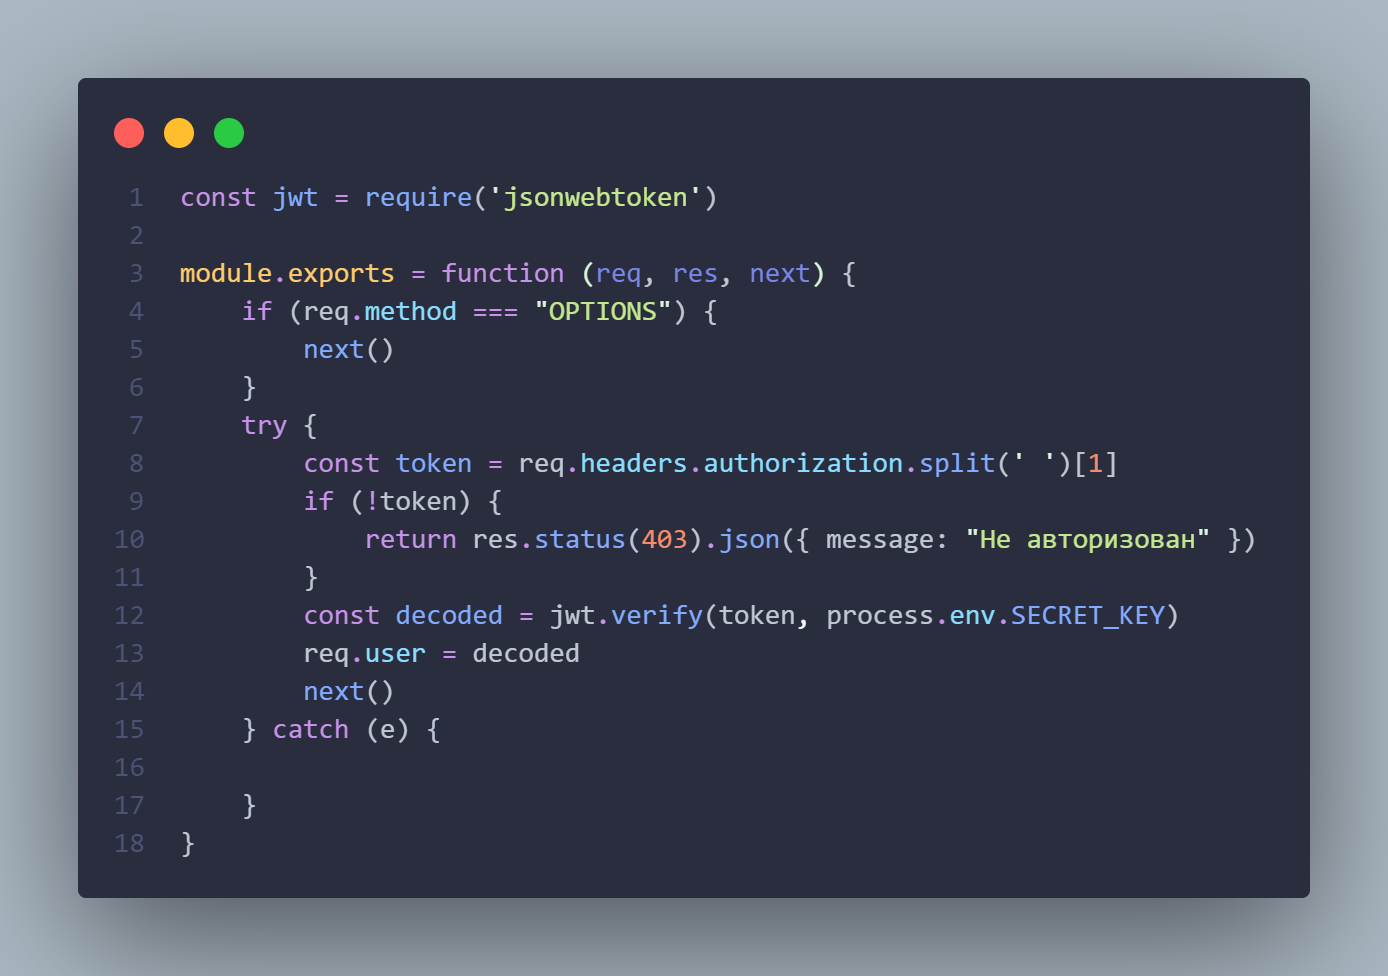 1 const jwt = require('jsonwebtoken')
2
3 module.exports = function (req, res, next) {
4     if (req.method === "OPTIONS") {
5         next()
6     }
7     try {
8         const token = req.headers.authorization.split(' ')[1]
9         if (!token) {
10             return res.status(403).json({ message: "Не авторизован" })
11         }
12         const decoded = jwt.verify(token, process.env.SECRET_KEY)
13         req.user = decoded
14         next()
15     } catch (e) {
16
17     }
18 }